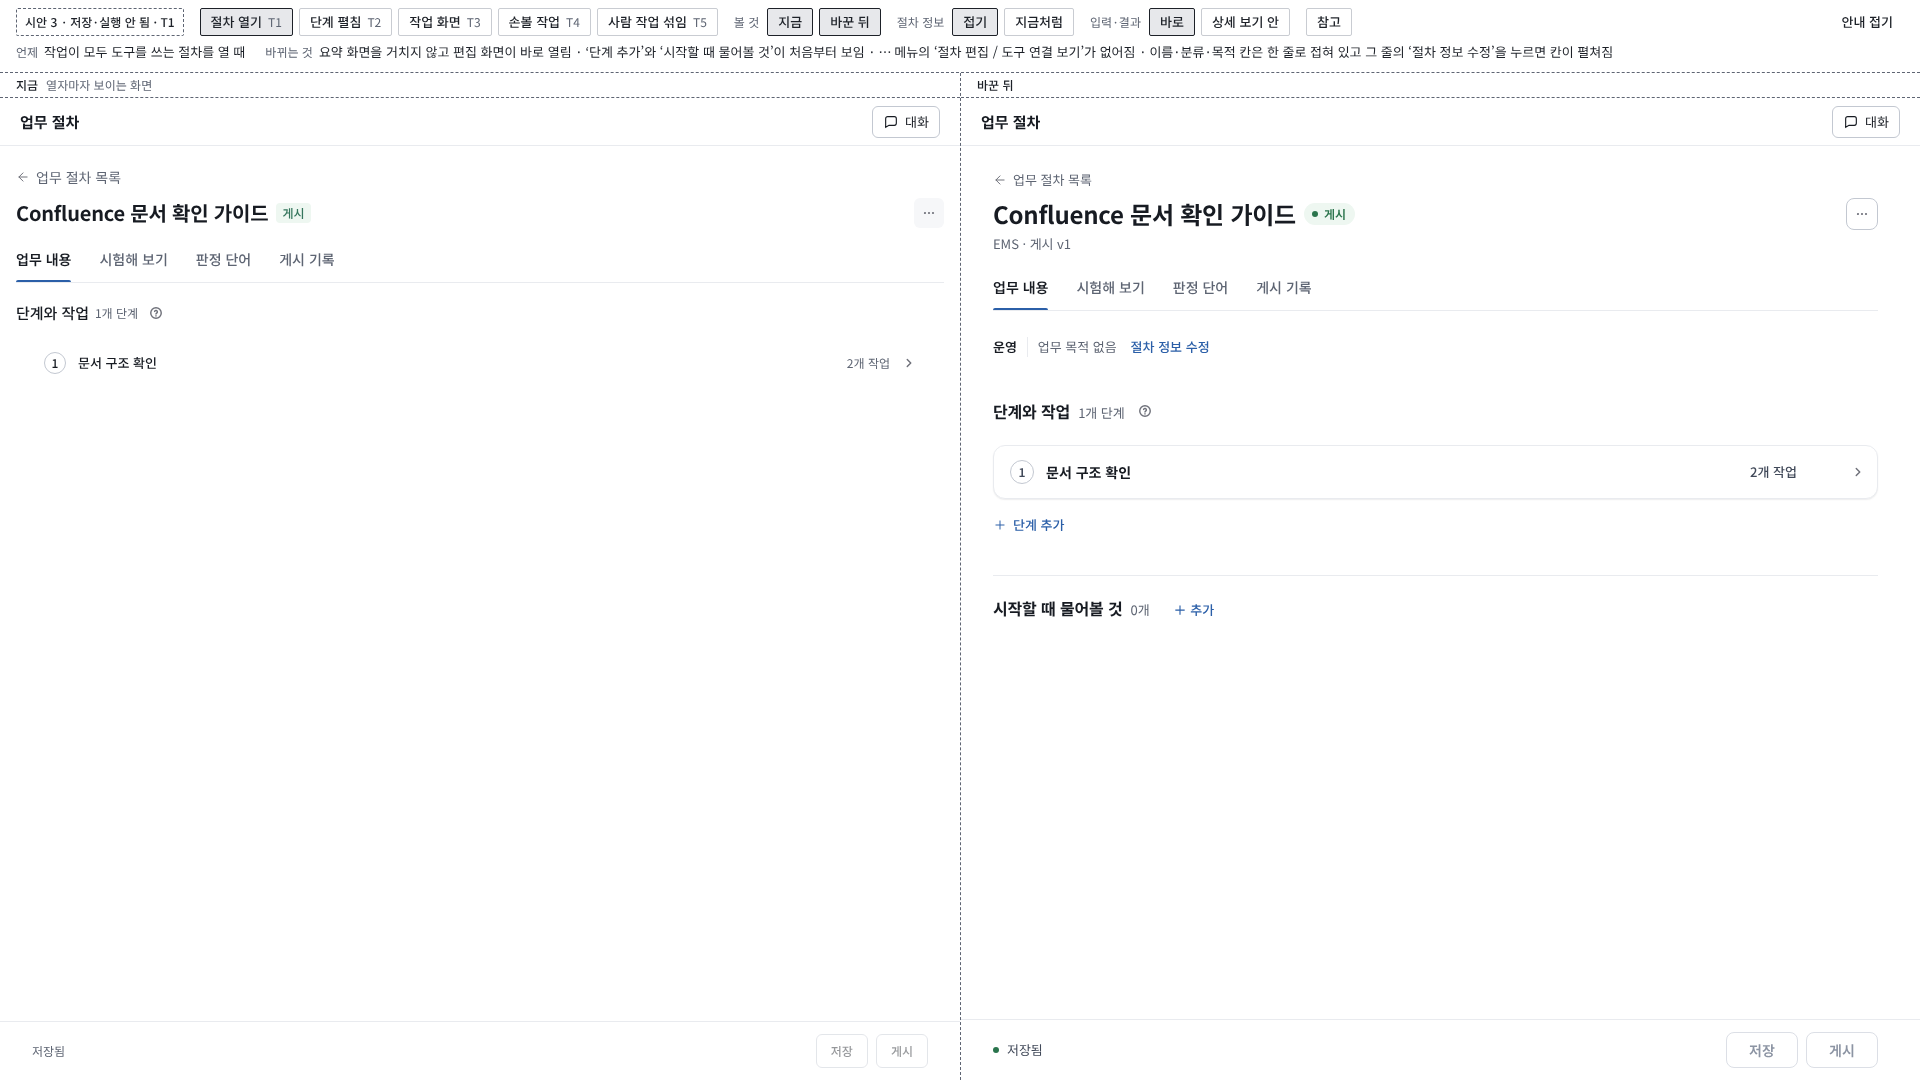 시안 3 · 저장·실행 안 됨 · T1 절차 열기 T1 단계 펼침 T2 작업 화면 T3 손볼 작업 T4 사람 작업 섞임 T5 볼 것 지금 바꾼 뒤 절차 정보 접기 지금처럼 입력·결과 바로 상세 보기 안 참고 안내 접기
언제 작업이 모두 도구를 쓰는 절차를 열 때 바뀌는 것 요약 화면을 거치지 않고 편집 화면이 바로 열림 · ‘단계 추가’와 ‘시작할 때 물어볼 것’이 처음부터 보임 · ··· 메뉴의 ‘절차 편집 / 도구 연결 보기’가 없어짐 · 이름·분류·목적 칸은 한 줄로 접혀 있고 그 줄의 ‘절차 정보 수정’을 누르면 칸이 펼쳐짐
지금 열자마자 보이는 화면
업무 절차
대화
← 업무 절차 목록
Confluence 문서 확인 가이드 게시
···
업무 내용 시험해 보기 판정 단어 게시 기록
단계와 작업 1개 단계 ?
1 문서 구조 확인 2개 작업 >
저장됨 저장 게시
바꾼 뒤
업무 절차
대화
← 업무 절차 목록
Confluence 문서 확인 가이드 게시
···
EMS · 게시 v1
업무 내용 시험해 보기 판정 단어 게시 기록
운영 업무 목적 없음 절차 정보 수정
단계와 작업 1개 단계 ?
1 문서 구조 확인 2개 작업 >
+ 단계 추가
시작할 때 물어볼 것 0개 + 추가
저장됨 저장 게시